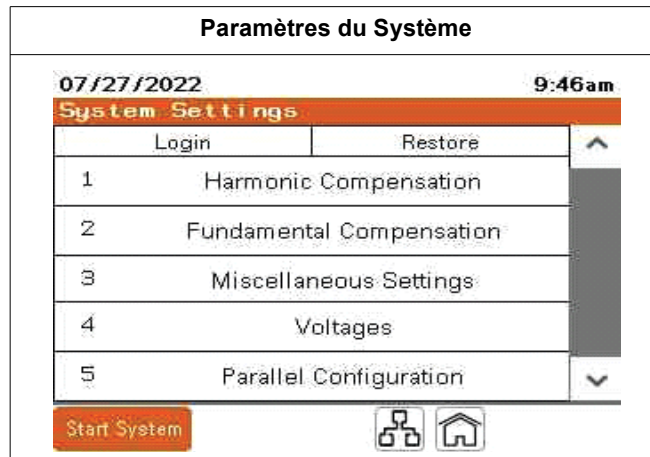 Paramètres du Système
07/27/2022 9:46am
System Settings
Login Restore
1 Harmonic Compensation
2 Fundamental Compensation
3 Miscellaneous Settings
4 Voltages
5 Parallel Configuration
Start System